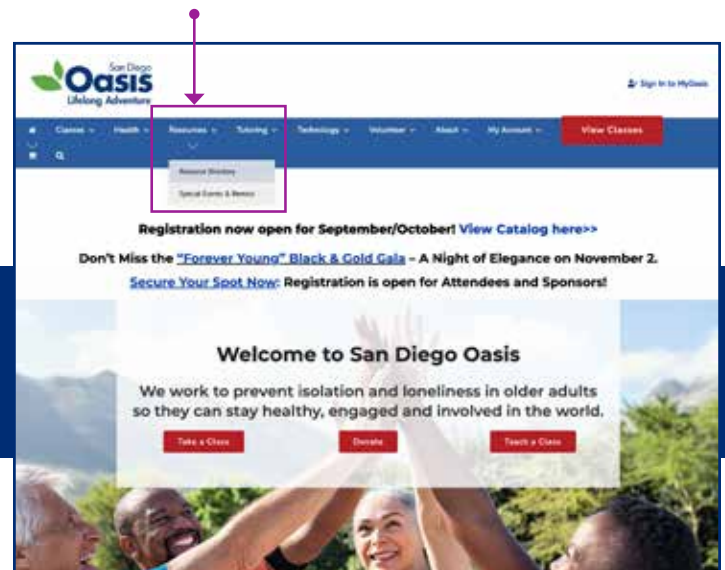 San Diego
Oasis
Lifelong Adventure
Sign In to MyOasis
Classes Health Resources Tutoring Technology Volunteer About My Account View Classes
Resource Directory
Special Events &
Registration now open for September/October! View Catalog here>>
Don't Miss the "Forever Young" Black & Gold Gala – A Night of Elegance on November 2.
Secure Your Spot Now: Registration is open for Attendees and Sponsors!
Welcome to San Diego Oasis
We work to prevent isolation and loneliness in older adults
so they can stay healthy, engaged and involved in the world.
Take a Class Donate Teach a Class